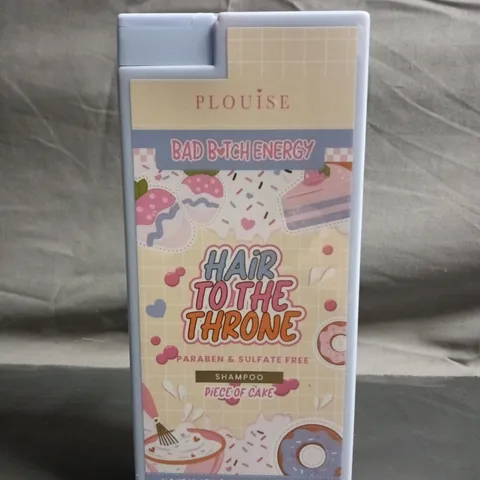 PLOUISE
BAD B♥TCH ENERGY
HAIR
TO THE
THRONE
PARABEN & SULFATE FREE
SHAMPOO
PIECE OF CAKE